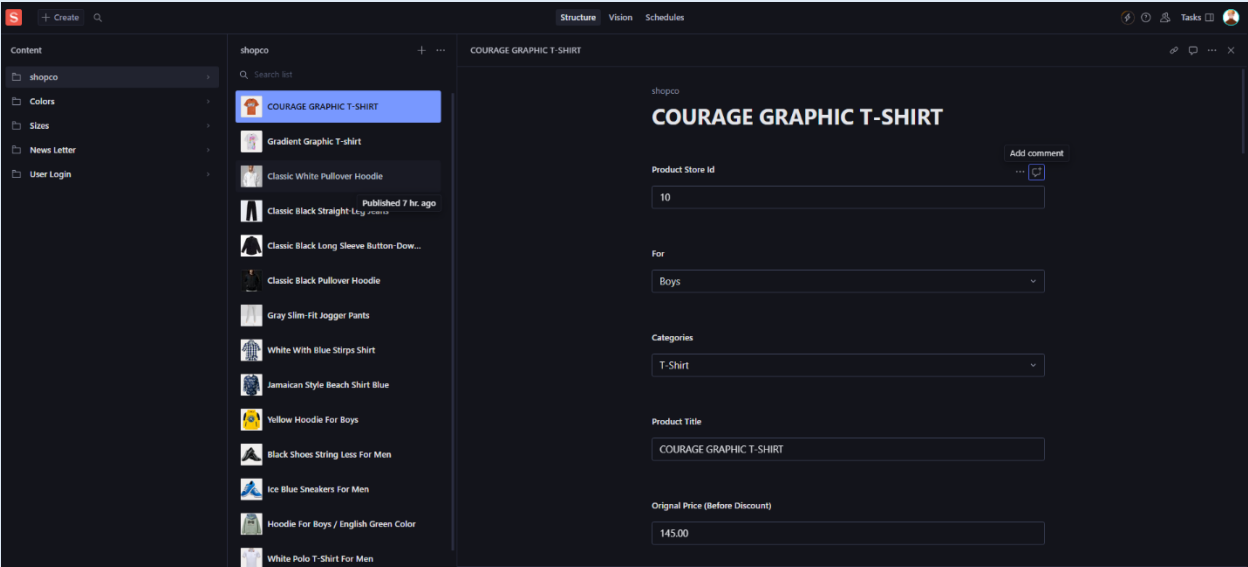 S
+ Create
Structure Vision Schedules
Tasks
Content
shopco
Colors
Sizes
News Letter
User Login
shopco
Search list
COURAGE GRAPHIC T-SHIRT
Gradient Graphic T-shirt
Classic White Pullover Hoodie
Published 7 hr. ago
Classic Black Straight-Leg Jeans
Classic Black Long Sleeve Button-Dow...
Classic Black Pullover Hoodie
Gray Slim-Fit Jogger Pants
White With Blue Stirps Shirt
Jamaican Style Beach Shirt Blue
Yellow Hoodie For Boys
Black Shoes String Less For Men
Ice Blue Sneakers For Men
Hoodie For Boys / English Green Color
White Polo T-Shirt For Men
COURAGE GRAPHIC T-SHIRT
shopco
COURAGE GRAPHIC T-SHIRT
Add comment
Product Store Id
10
For
Boys
Categories
T-Shirt
Product Title
COURAGE GRAPHIC T-SHIRT
Orignal Price (Before Discount)
145.00